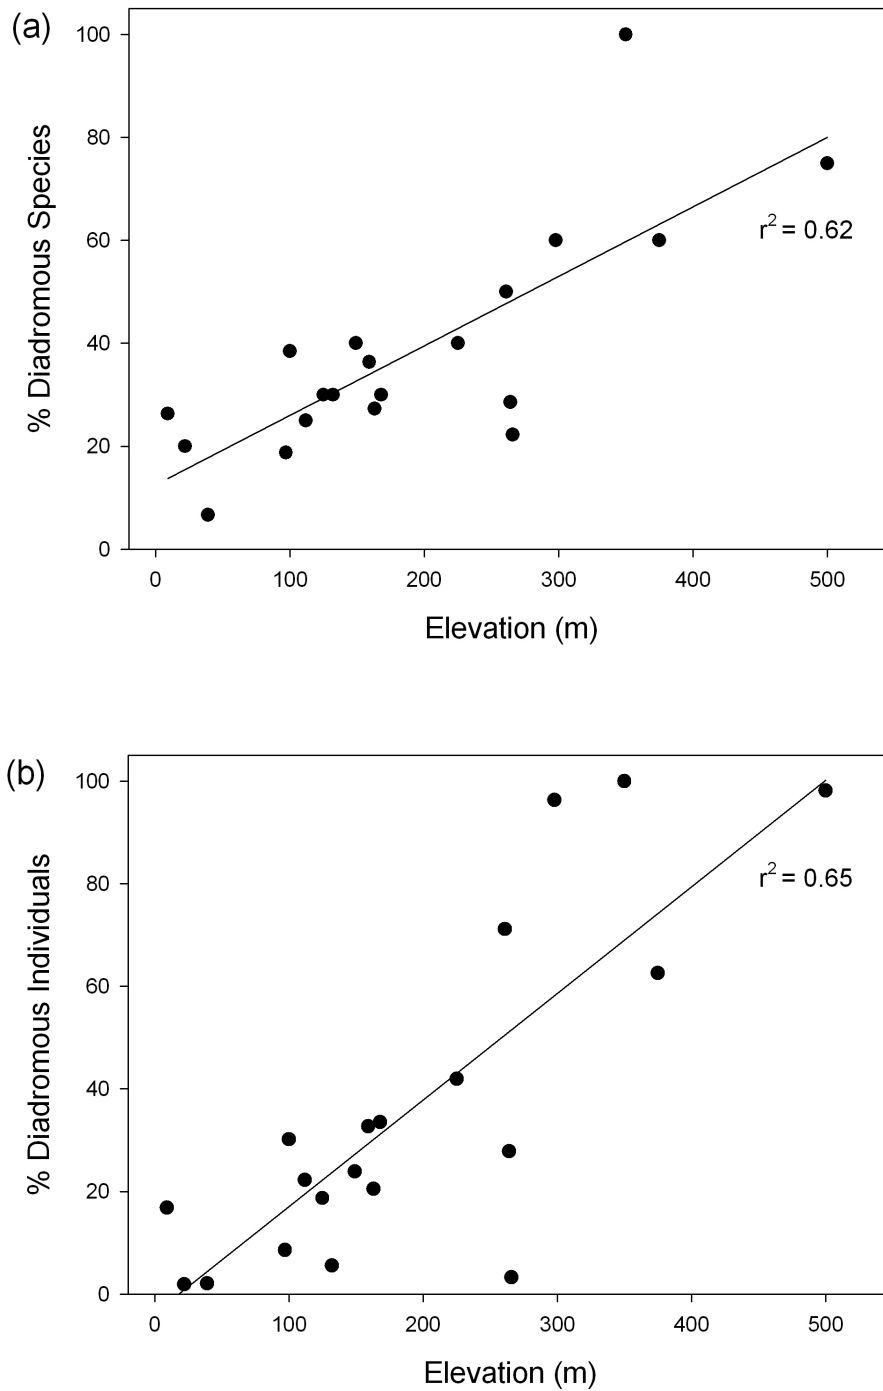 (a)
100
80
60
40
20
0
% Diadromous Species
r² = 0.62
0 100 200 300 400 500
Elevation (m)
(b)
100
80
60
40
20
0
% Diadromous Individuals
r² = 0.65
0 100 200 300 400 500
Elevation (m)